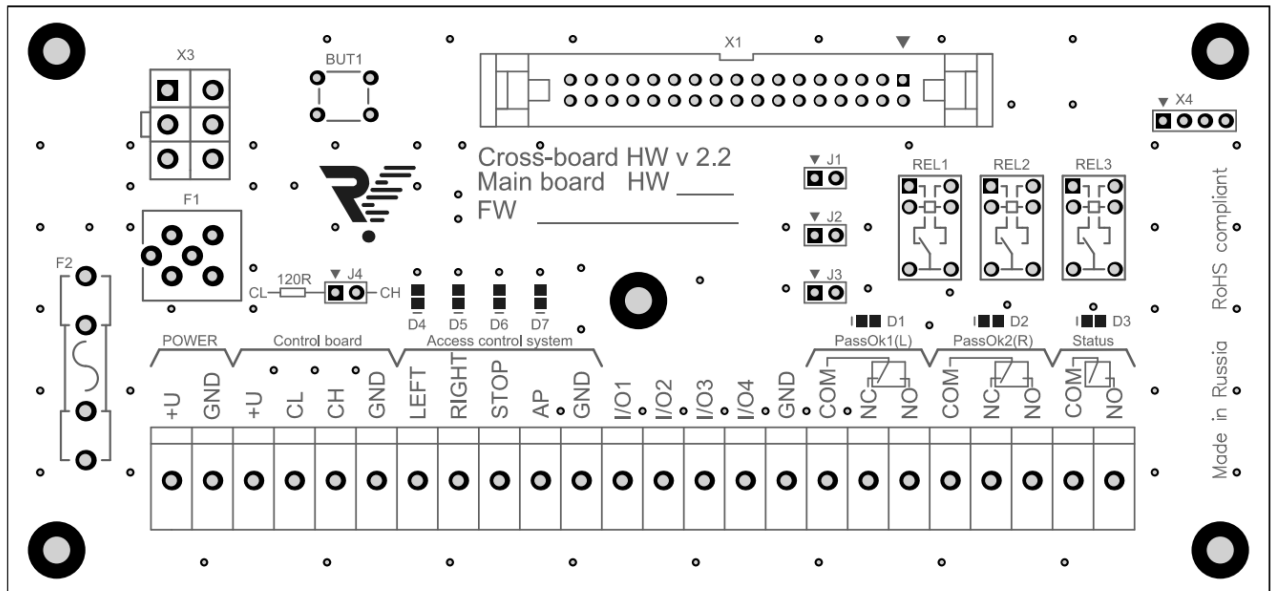 X3
BUT1
X1
X4
Cross-board HW v 2.2
Main board HW
FW
J1
J2
J3
REL1
REL2
REL3
F1
F2
120R
J4
CL
CH
D4
D5
D6
D7
D1
D2
D3
POWER
Control board
Access control system
PassOk1(L)
PassOk2(R)
Status
+U
GND
+U
CL
CH
GND
LEFT
RIGHT
STOP
AP
GND
I/O1
I/O2
I/O3
I/O4
GND
COM
NC
NO
COM
NC
NO
COM
NO
Made in Russia RoHS compliant